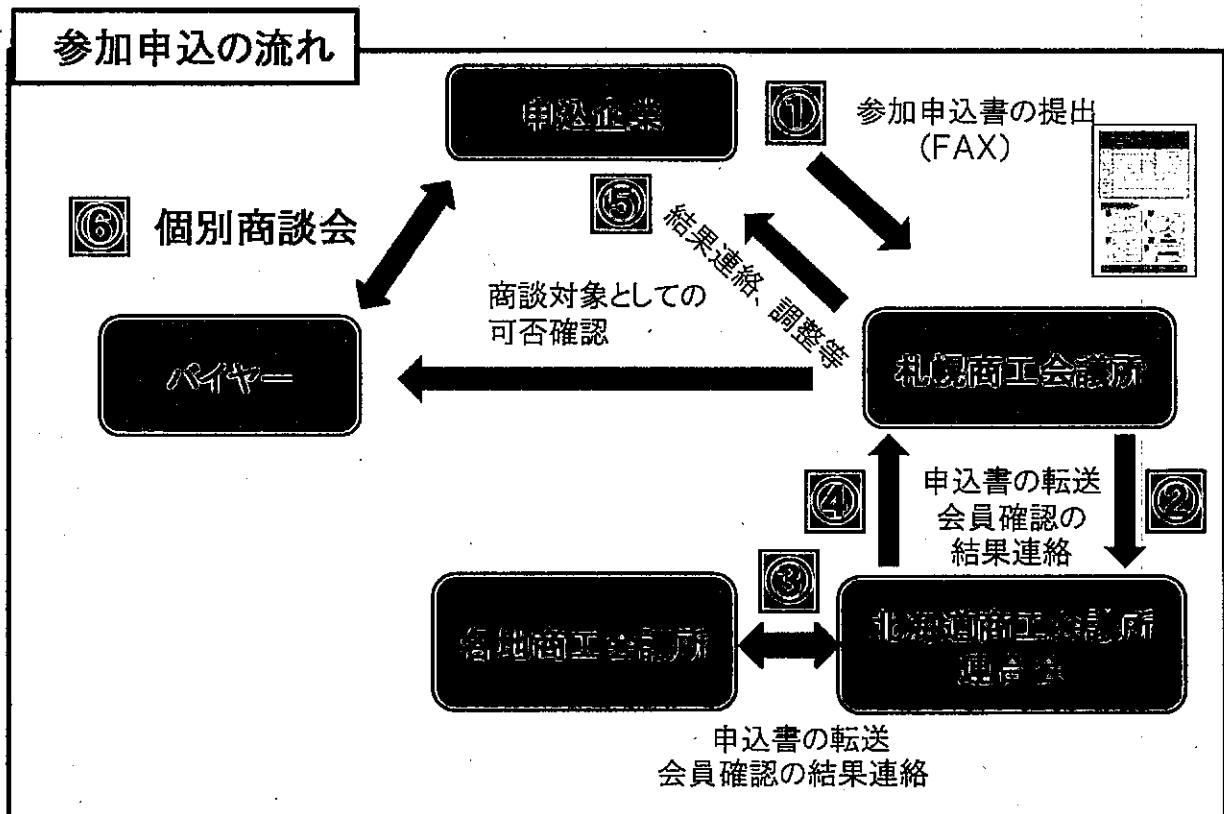 参加申込の流れ
申込企業
①
参加申込書の提出
(FAX)
⑤
結果連絡、調整等
⑥
個別商談会
商談対象としての
可否確認
バイヤー
札幌商工会議所
④
申込書の転送
会員確認の
結果連絡
②
③
各地商工会議所
北海道商工会議所
連合会
申込書の転送
会員確認の結果連絡